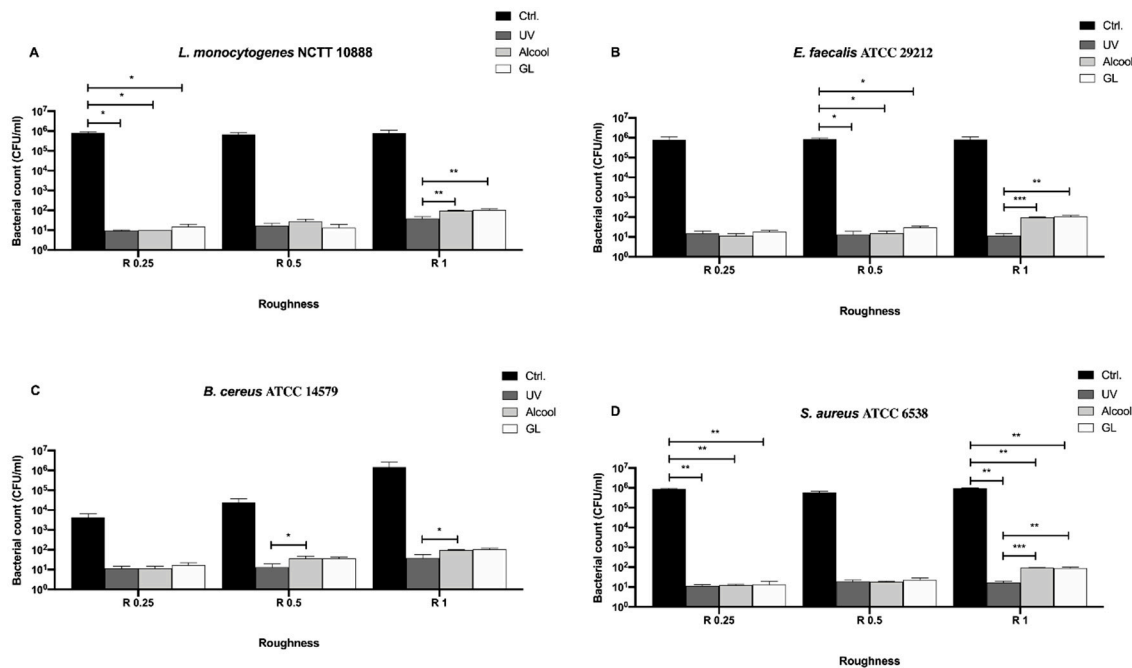 A
L. monocytogenes NCTT 10888
Ctrl.
UV
Alcool
GL
*
*
*
**
**
Bacterial count (CFU/ml)
10⁷
10⁶
10⁵
10⁴
10³
10²
10¹
10⁰
R 0.25
R 0.5
R 1
Roughness
B
E. faecalis ATCC 29212
Ctrl.
UV
Alcool
GL
*
*
*
**
***
Bacterial count (CFU/ml)
10⁷
10⁶
10⁵
10⁴
10³
10²
10¹
10⁰
R 0.25
R 0.5
R 1
Roughness
C
B. cereus ATCC 14579
Ctrl.
UV
Alcool
GL
*
*
Bacterial count (CFU/ml)
10⁷
10⁶
10⁵
10⁴
10³
10²
10¹
10⁰
R 0.25
R 0.5
R 1
Roughness
D
S. aureus ATCC 6538
Ctrl.
UV
Alcool
GL
**
**
**
**
**
**
**
***
Bacterial count (CFU/ml)
10⁷
10⁶
10⁵
10⁴
10³
10²
10¹
10⁰
R 0.25
R 0.5
R 1
Roughness